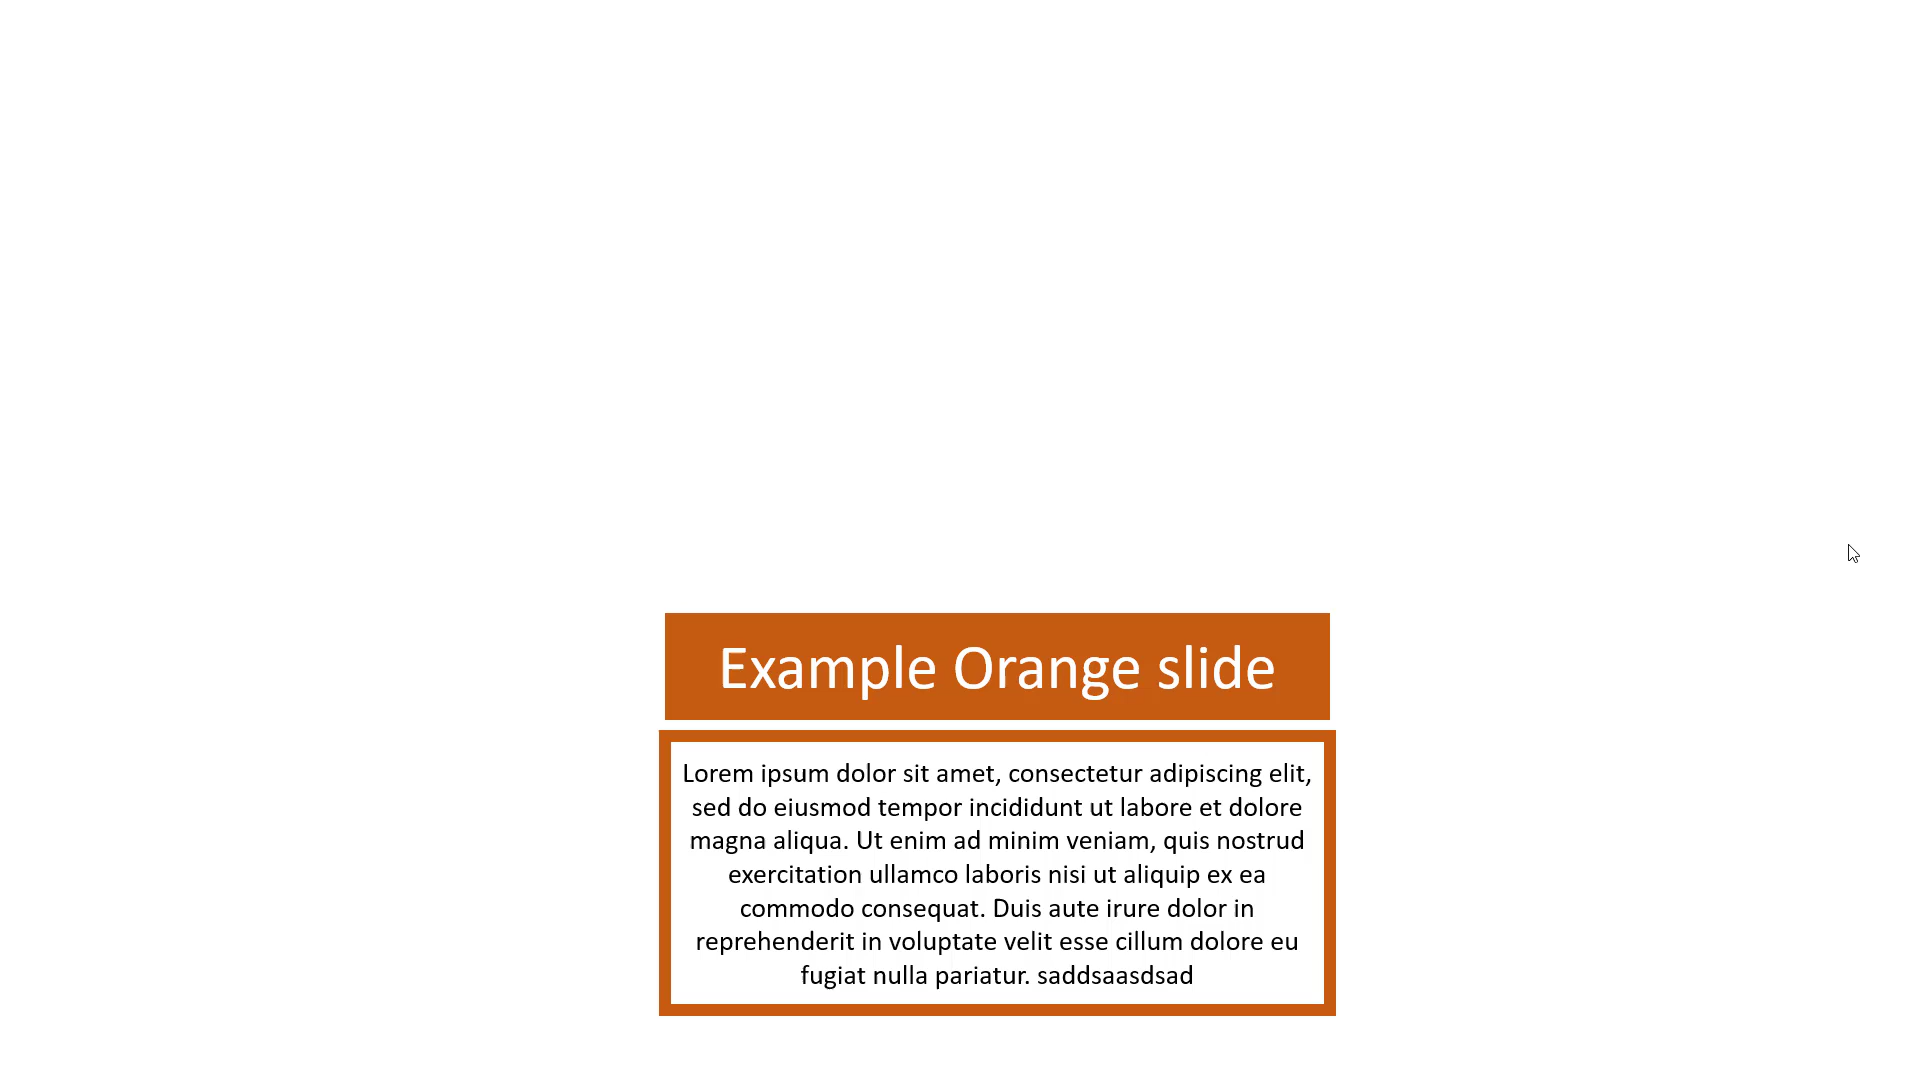 Example Orange slide
Lorem ipsum dolor sit amet, consectetur adipiscing elit,
sed do eiusmod tempor incididunt ut labore et dolore
magna aliqua. Ut enim ad minim veniam, quis nostrud
exercitation ullamco laboris nisi ut aliquip ex ea
commodo consequat. Duis aute irure dolor in
reprehenderit in voluptate velit esse cillum dolore eu
fugiat nulla pariatur. saddsaasdsad